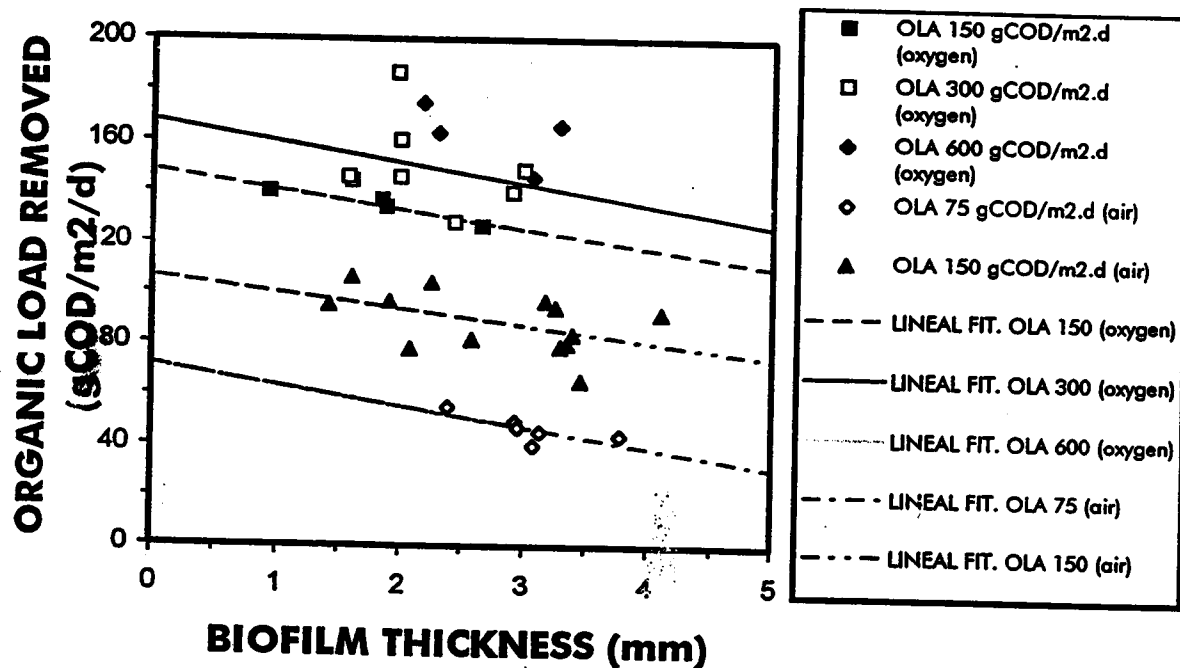 ORGANIC LOAD REMOVED
(gCOD/m2/d)
200
160
120
80
40
0
0 1 2 3 4 5
BIOFILM THICKNESS (mm)
OLA 150 gCOD/m2.d
(oxygen)
OLA 300 gCOD/m2.d
(oxygen)
OLA 600 gCOD/m2.d
(oxygen)
OLA 75 gCOD/m2.d (air)
OLA 150 gCOD/m2.d (air)
LINEAL FIT. OLA 150 (oxygen)
LINEAL FIT. OLA 300 (oxygen)
LINEAL FIT. OLA 600 (oxygen)
LINEAL FIT. OLA 75 (air)
LINEAL FIT. OLA 150 (air)